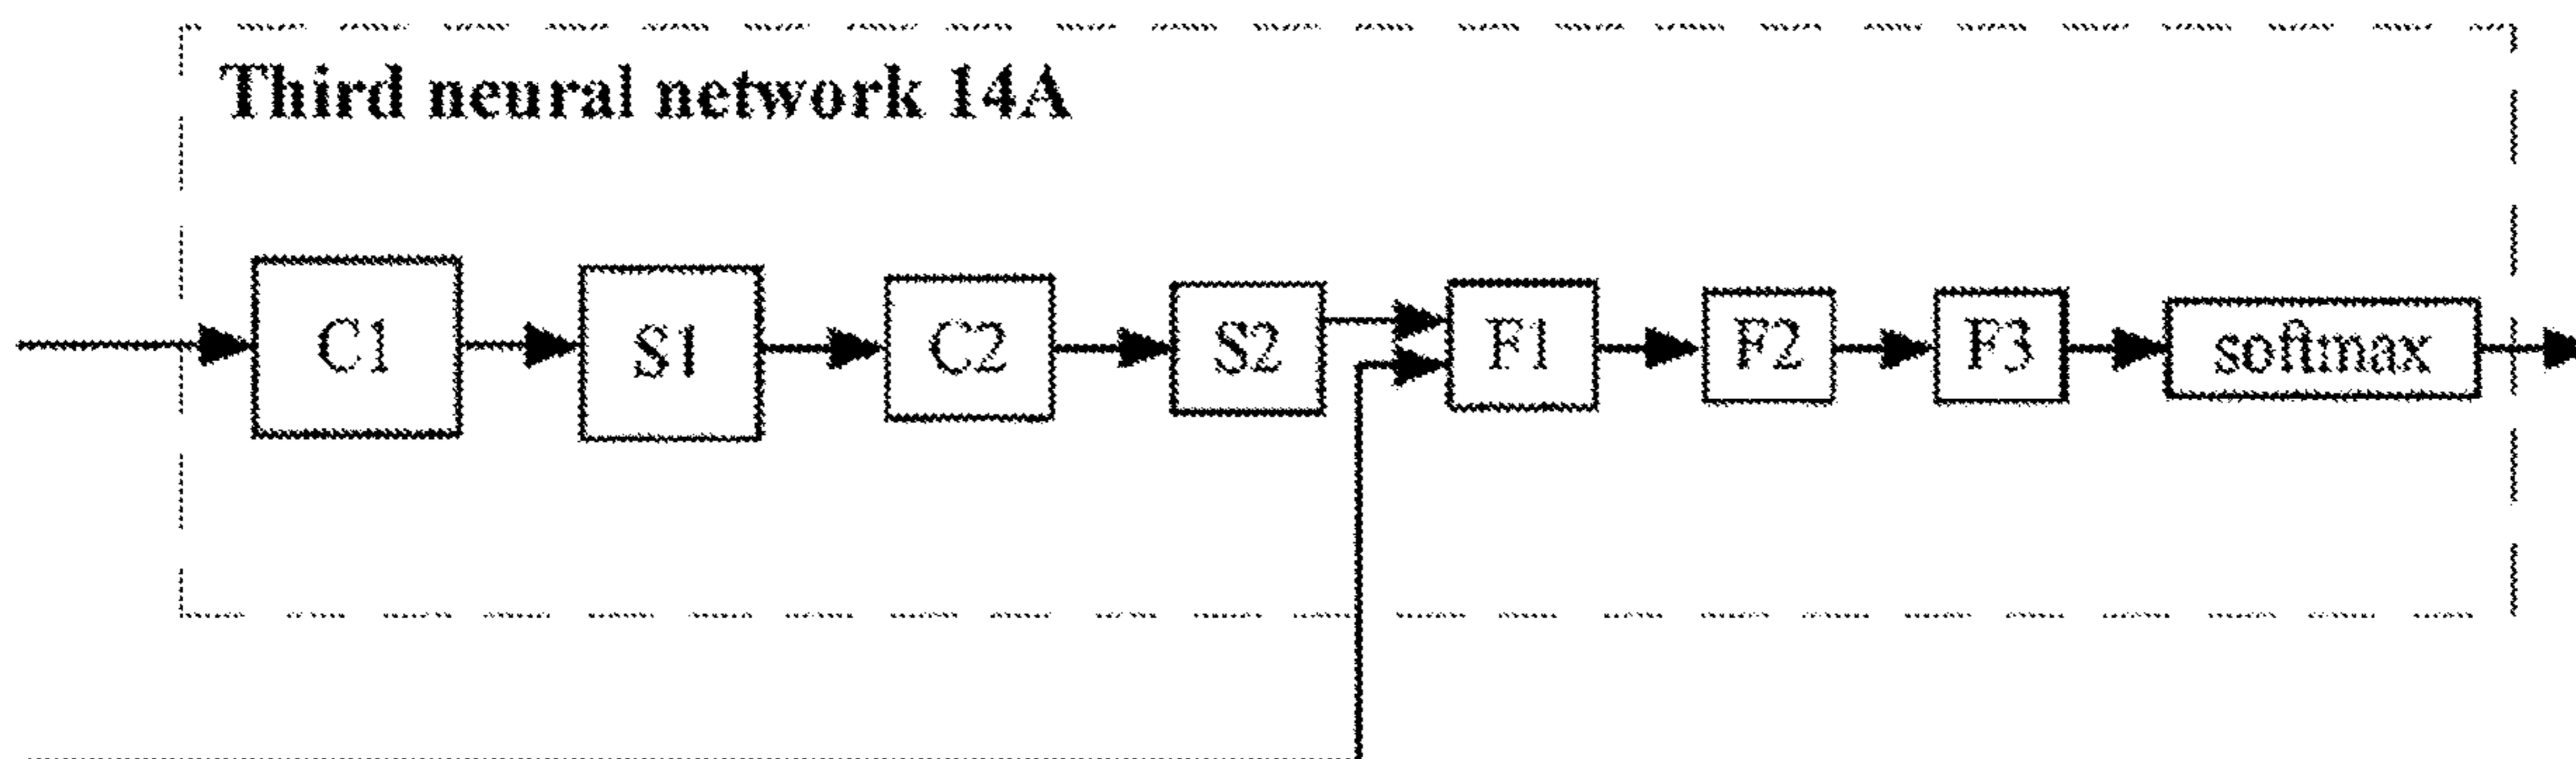 Third neural network 14A
C1
S1
C2
S2
F1
F2
F3
softmax